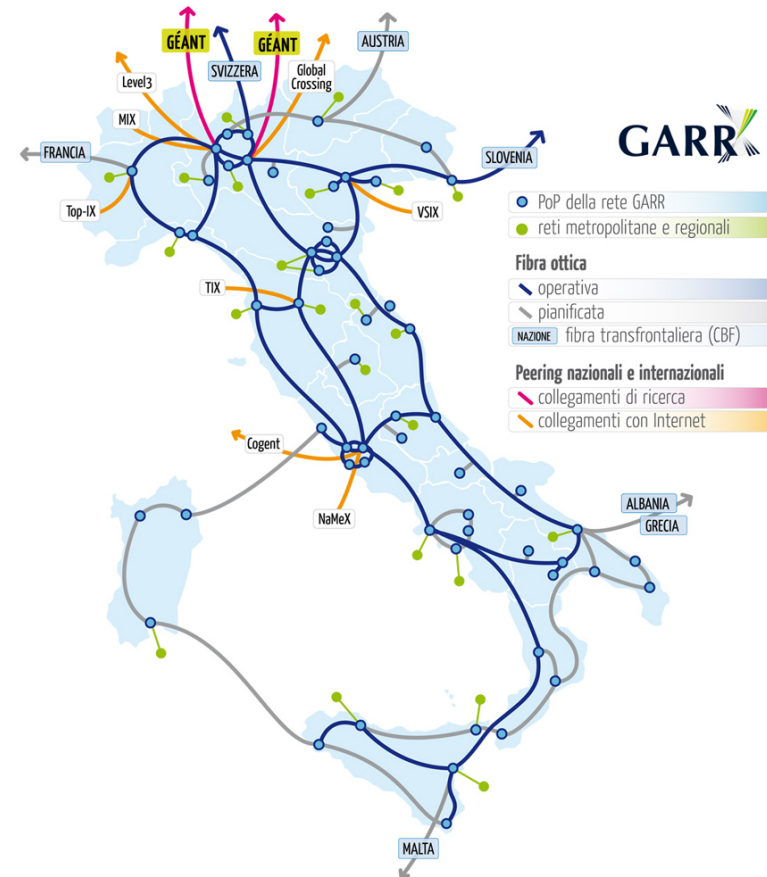 GÉANT
GÉANT
SVIZZERA
AUSTRIA
Level3
Global
Crossing
MIX
FRANCIA
SLOVENIA
Top-IX
VSIX
TIX
Cogent
NaMeX
ALBANIA
GRECIA
MALTA
GARR
PoP della rete GARR
reti metropolitane e regionali
Fibra ottica
operativa
pianificata
NAZIONE fibra transfrontaliera (CBF)
Peering nazionali e internazionali
collegamenti di ricerca
collegamenti con Internet